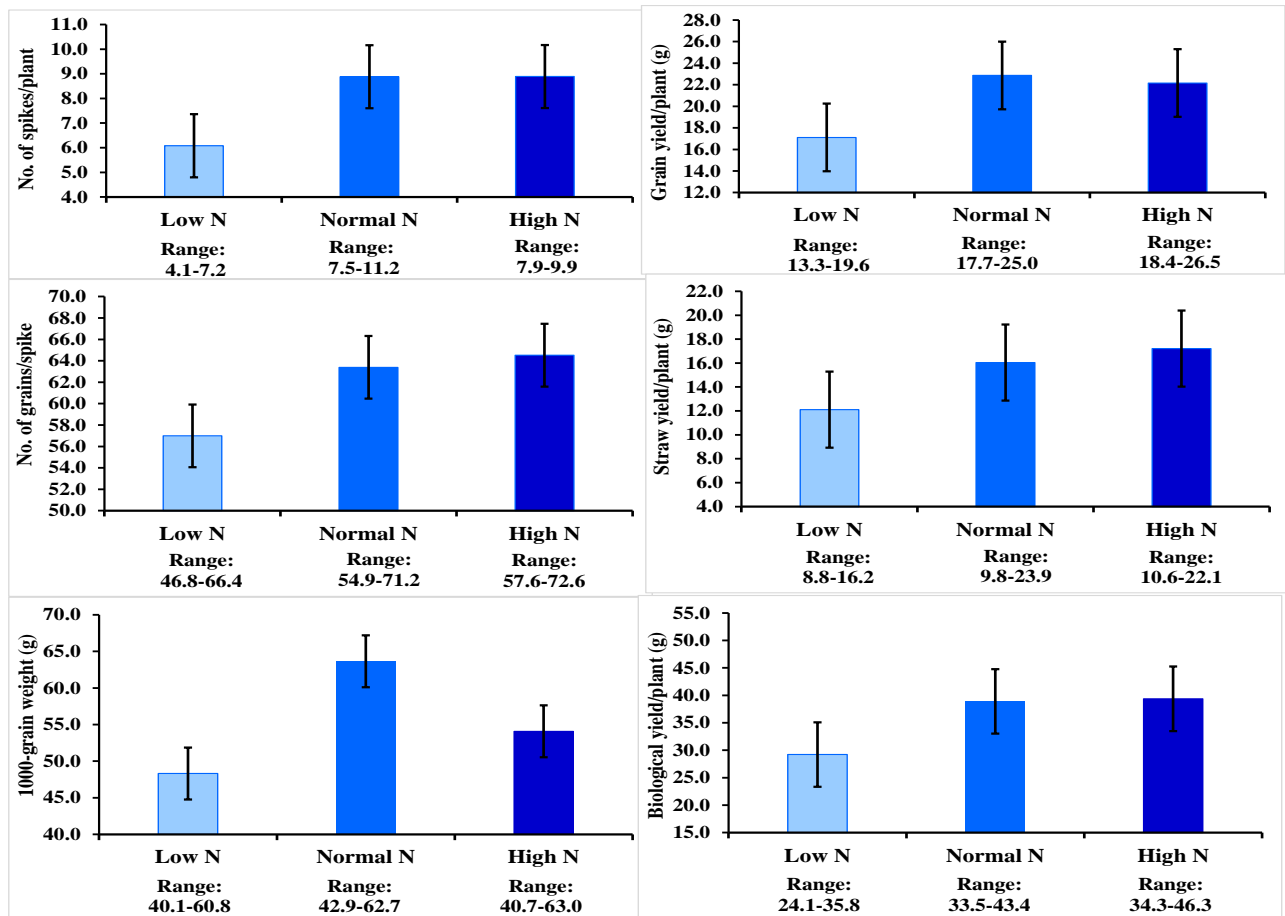 No. of spikes/plant
11.0
10.0
9.0
8.0
7.0
6.0
5.0
4.0
Low N
Normal N
High N
Range:
4.1-7.2
Range:
7.5-11.2
Range:
7.9-9.9
Grain yield/plant (g)
28.0
26.0
24.0
22.0
20.0
18.0
16.0
14.0
12.0
Low N
Normal N
High N
Range:
13.3-19.6
Range:
17.7-25.0
Range:
18.4-26.5
No. of grains/spike
70.0
68.0
66.0
64.0
62.0
60.0
58.0
56.0
54.0
52.0
50.0
Low N
Normal N
High N
Range:
46.8-66.4
Range:
54.9-71.2
Range:
57.6-72.6
Straw yield/plant (g)
22.0
20.0
18.0
16.0
14.0
12.0
10.0
8.0
6.0
4.0
Low N
Normal N
High N
Range:
8.8-16.2
Range:
9.8-23.9
Range:
10.6-22.1
1000-grain weight (g)
70.0
65.0
60.0
55.0
50.0
45.0
40.0
Low N
Normal N
High N
Range:
40.1-60.8
Range:
42.9-62.7
Range:
40.7-63.0
Biological yield/plant (g)
55.0
50.0
45.0
40.0
35.0
30.0
25.0
20.0
15.0
Low N
Normal N
High N
Range:
24.1-35.8
Range:
33.5-43.4
Range:
34.3-46.3